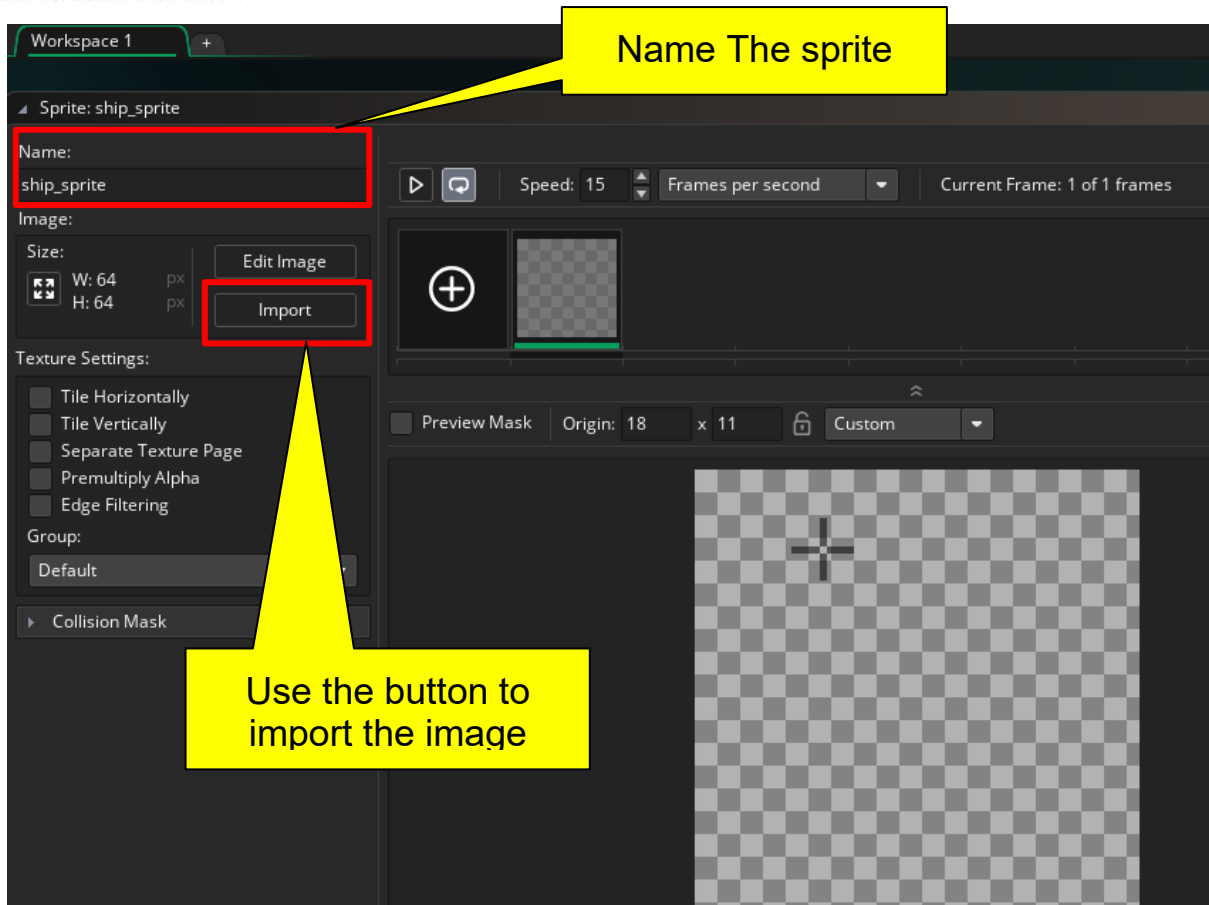 Workspace 1
+
Name The sprite
Sprite: ship_sprite
Name:
ship_sprite
Speed: 15
Frames per second
Current Frame: 1 of 1 frames
Image:
Size:
W: 64 px
H: 64 px
Edit Image
Import
Texture Settings:
Tile Horizontally
Tile Vertically
Separate Texture Page
Premultiply Alpha
Edge Filtering
Group:
Default
Collision Mask
Preview Mask
Origin: 18 x 11
Custom
Use the button to
import the image